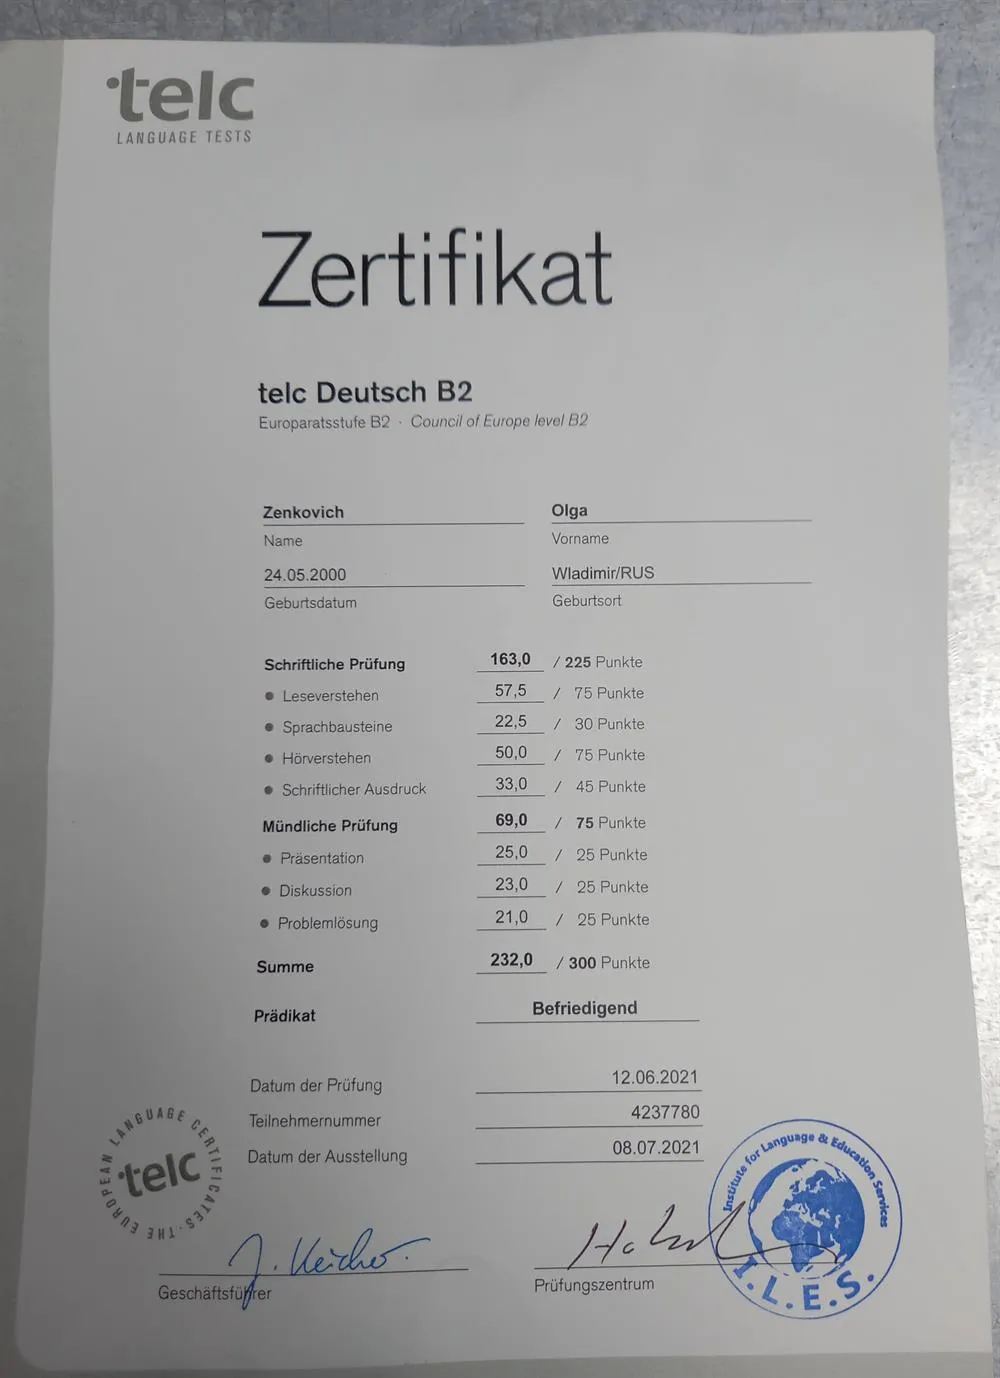 telc
LANGUAGE TESTS
Zertifikat
telc Deutsch B2
Europaratsstufe B2 · Council of Europe level B2
Zenkovich Olga
Name Vorname
24.05.2000 Wladimir/RUS
Geburtsdatum Geburtsort
Schriftliche Prüfung 163,0 / 225 Punkte
● Leseverstehen 57,5 / 75 Punkte
● Sprachbausteine 22,5 / 30 Punkte
● Hörverstehen 50,0 / 75 Punkte
● Schriftlicher Ausdruck 33,0 / 45 Punkte
Mündliche Prüfung 69,0 / 75 Punkte
● Präsentation 25,0 / 25 Punkte
● Diskussion 23,0 / 25 Punkte
● Problemlösung 21,0 / 25 Punkte
Summe 232,0 / 300 Punkte
Prädikat Befriedigend
Datum der Prüfung 12.06.2021
Teilnehmernummer 4237780
Datum der Ausstellung 08.07.2021
THE EUROPEAN LANGUAGE CERTIFICATES
telc
Institute for Language & Education Services
I.L.E.S.
Geschäftsführer Prüfungszentrum